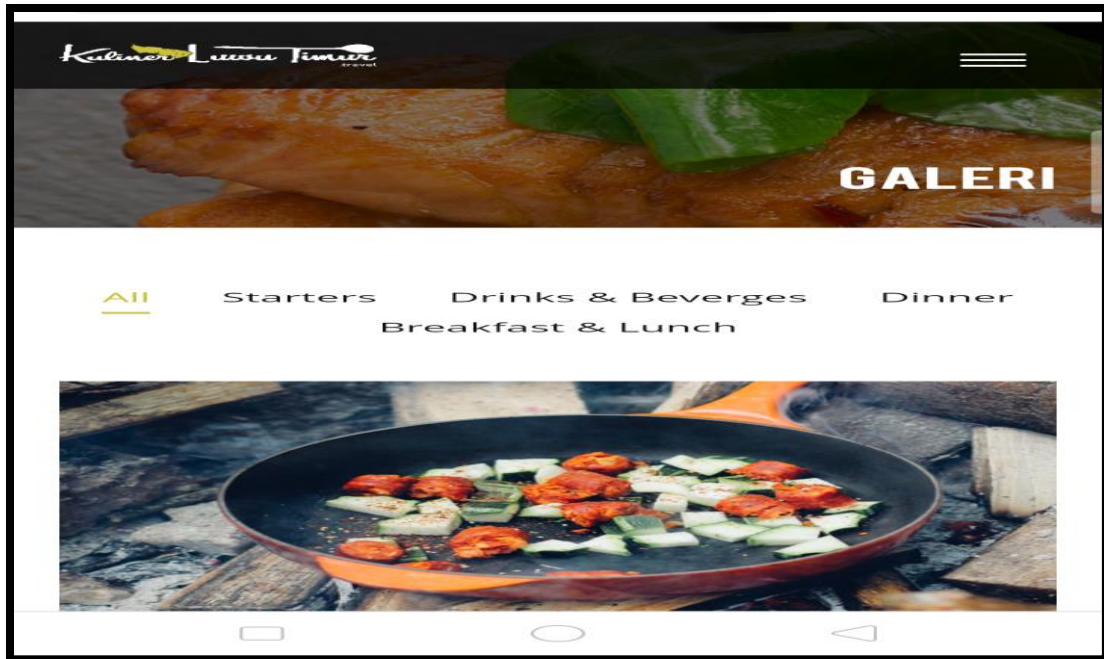 Kuliner Luwu Timur
.travel
GALERI
All Starters Drinks & Beverges Dinner
Breakfast & Lunch